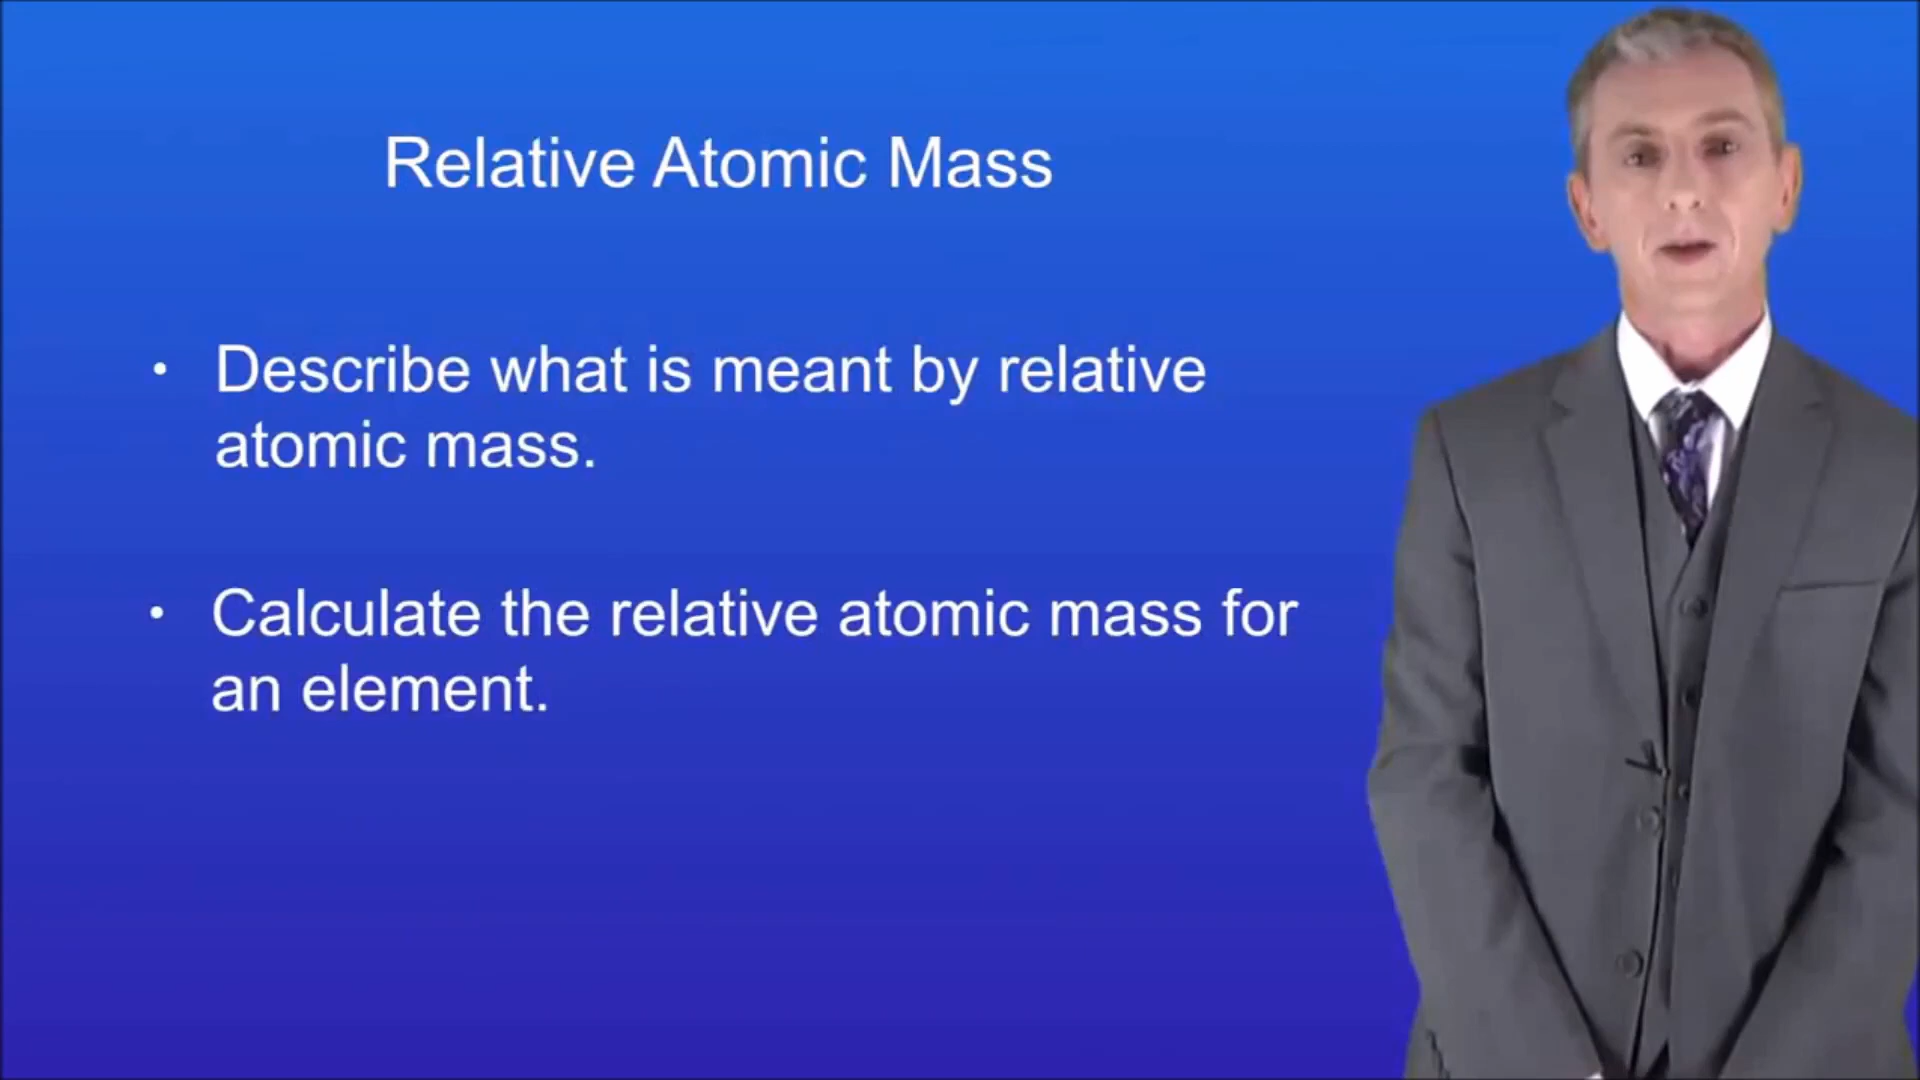 Relative Atomic Mass
• Describe what is meant by relative
atomic mass.
• Calculate the relative atomic mass for
an element.